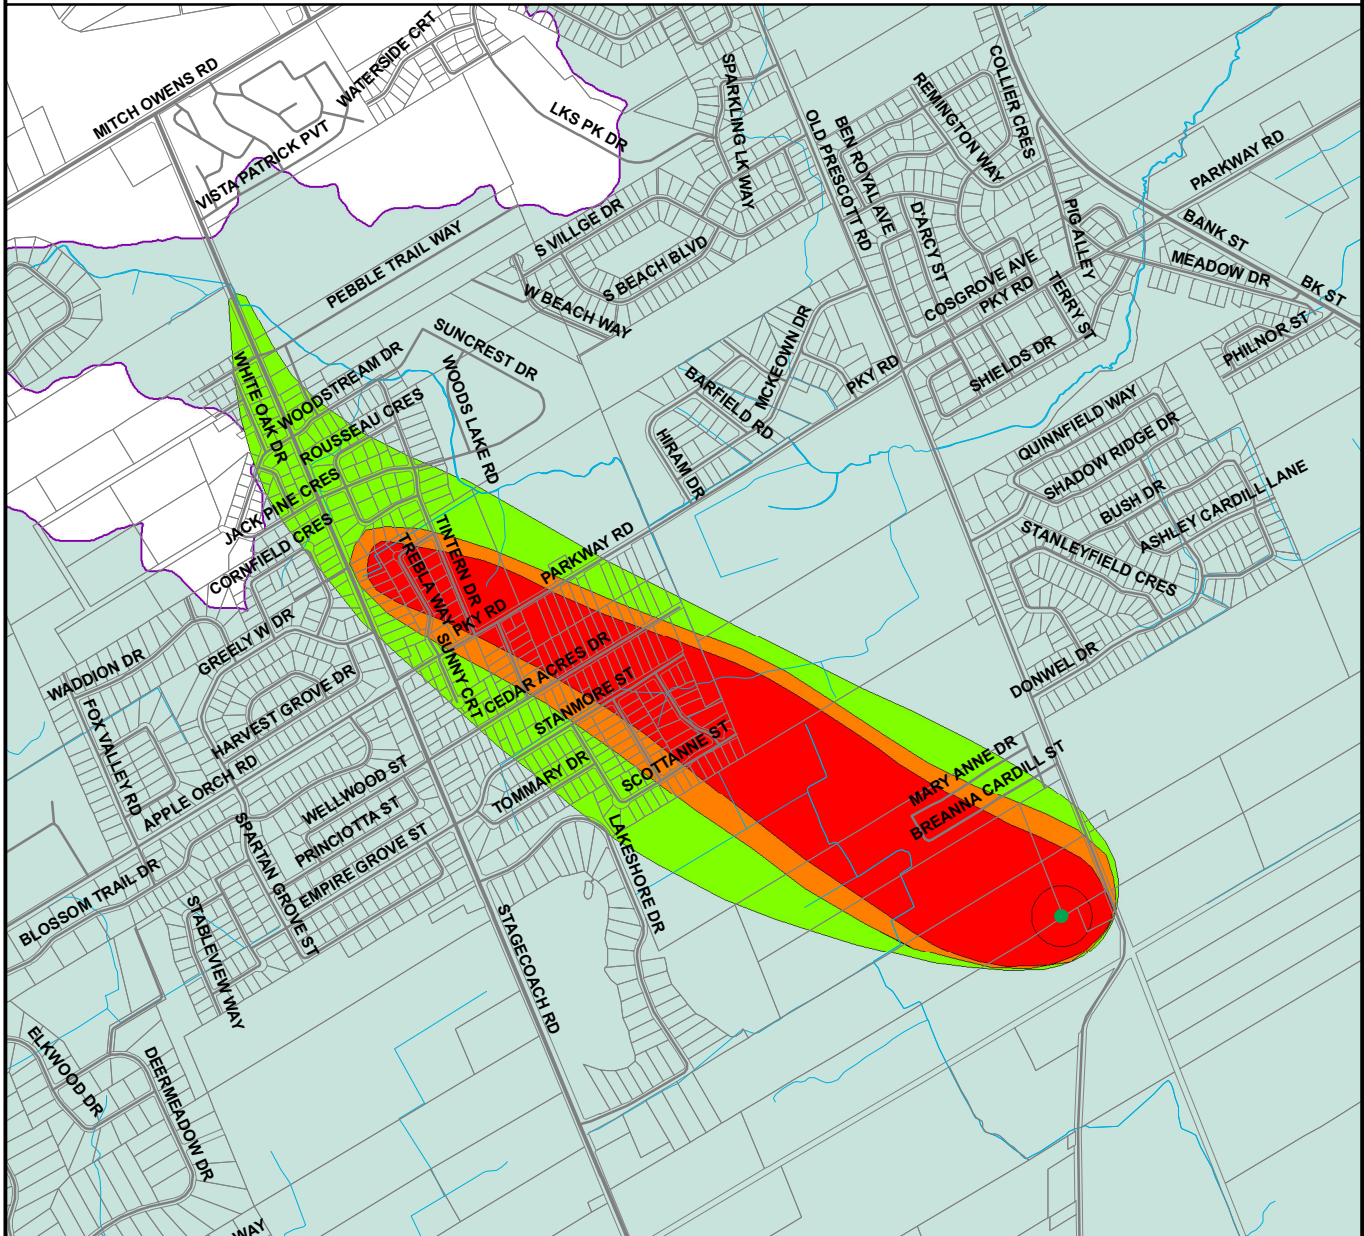 MITCH OWENS RD
WATERSIDE CRT
LKS PK DR
VISTA PATRICK PVT
SPARKLING LK WAY
OLD PRESCOTT RD
BEN ROYAL AVE
REMINGTON WAY
COLLIER CRES
PARKWAY RD
PIG ALLEY
BANK ST
MEADOW DR
BK ST
PHILNOR ST
D'ARCY ST
COSGROVE AVE
PKY RD
TERRY ST
SHIELDS DR
S VILLGE DR
S BEACH BLVD
W BEACH WAY
PEBBLE TRAIL WAY
SUNCREST DR
WOODS LAKE RD
WOODSTREAM DR
ROUSSEAU CRES
WHITE OAK DR
JACK PINE CRES
CORNFIELD CRES
MCKEOWN DR
BARFIELD RD
HIRAM DR
PKY RD
QUINNFIELD WAY
SHADOW RIDGE DR
BUSH DR
ASHLEY CARDILL LANE
STANLEYFIELD CRES
DONWEL DR
PARKWAY RD
TINTERN DR
TREBLA WAY
PKY RD
SUNNY CRT
CEDAR ACRES DR
STANMORE ST
SCOTTANNE ST
TOMMARY DR
GREELY W DR
WADDION DR
FOX VALLEY RD
HARVEST GROVE DR
APPLE ORCH RD
WELLWOOD ST
PRINCIOTTA ST
EMPIRE GROVE ST
SPARTAN GROVE ST
BLOSSOM TRAIL DR
STABLEVIEW WAY
LAKESHORE DR
STAGECOACH RD
MARY ANNE DR
BREANNA CARDILL ST
ELKWOOD DR
DEERMEADOW DR
WAY